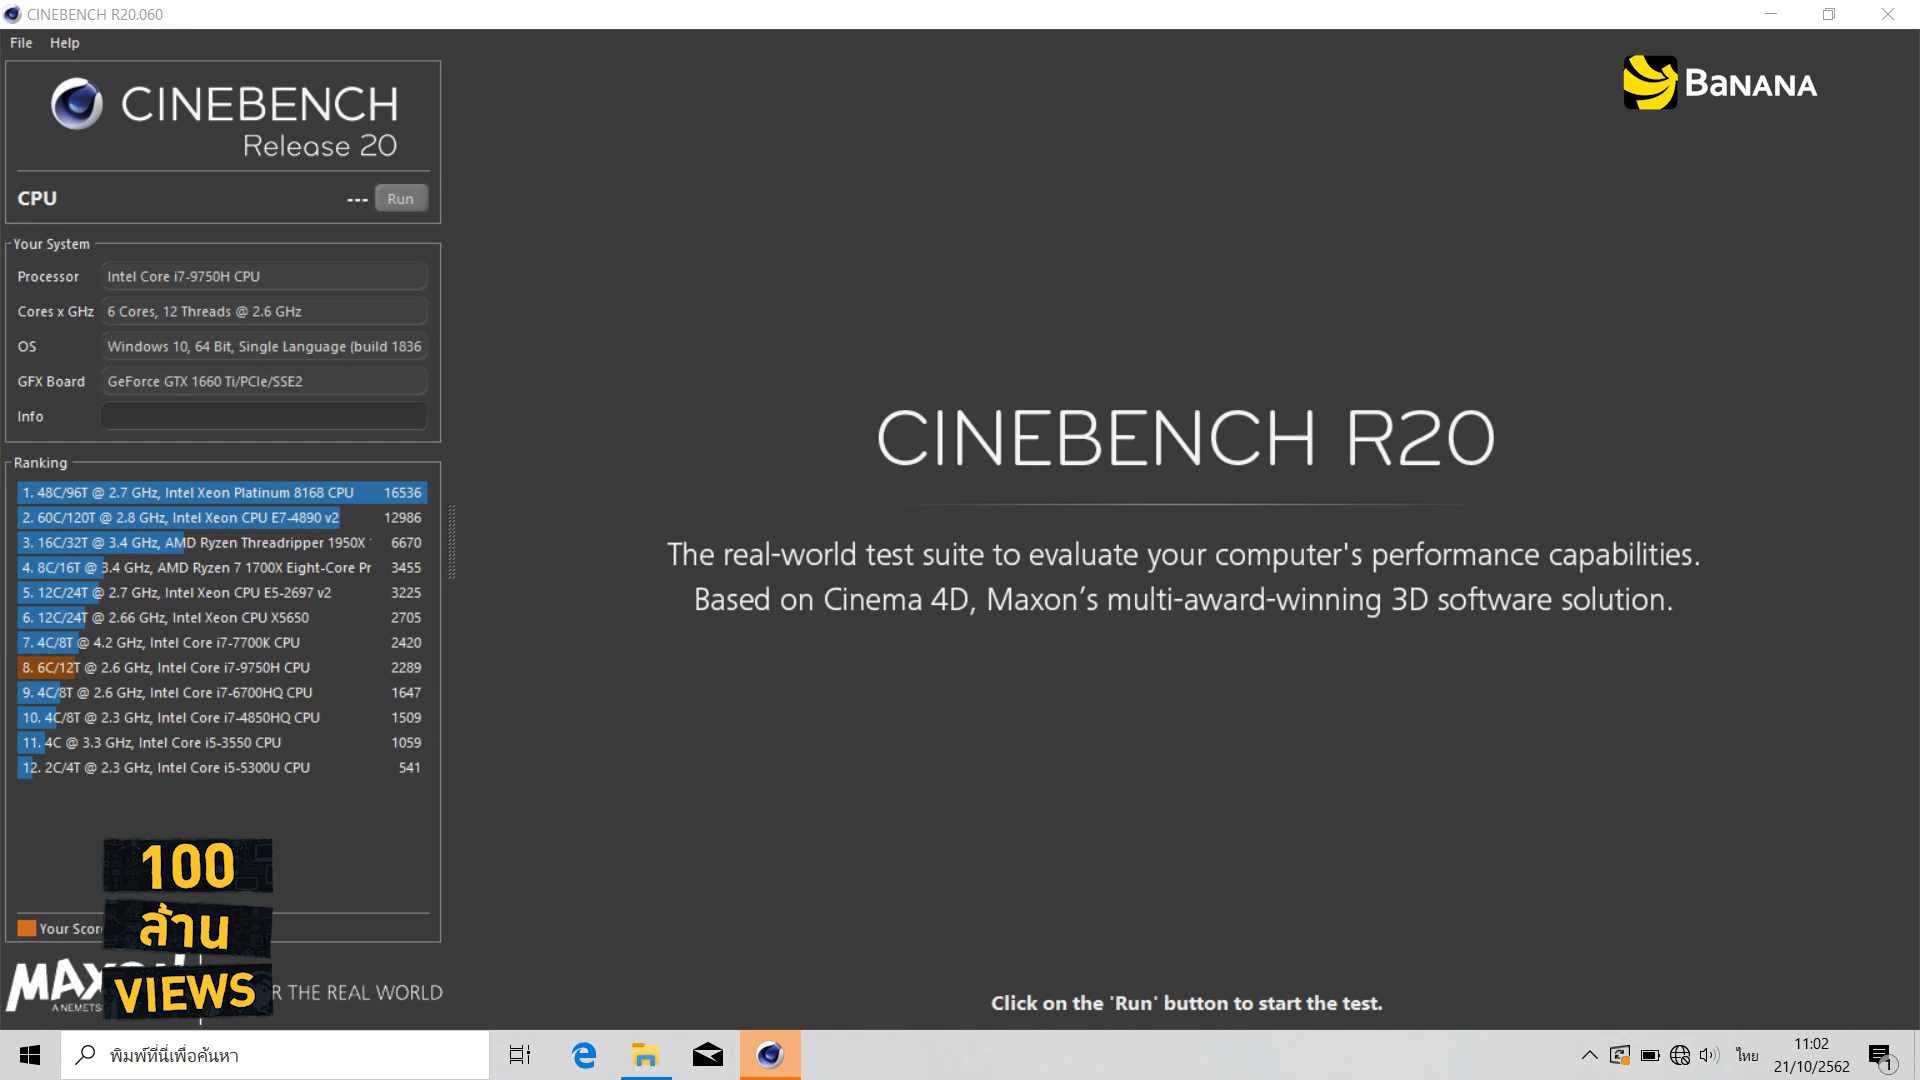 CINEBENCH R20.060
File Help
BANANA
CINEBENCH
Release 20
CPU --- Run
Your System
Processor Intel Core i7-9750H CPU
Cores x GHz 6 Cores, 12 Threads @ 2.6 GHz
OS Windows 10, 64 Bit, Single Language (build 1836
GFX Board GeForce GTX 1660 Ti/PCIe/SSE2
Info
Ranking
1. 48C/96T @ 2.7 GHz, Intel Xeon Platinum 8168 CPU 16536
2. 60C/120T @ 2.8 GHz, Intel Xeon CPU E7-4890 v2 12986
3. 16C/32T @ 3.4 GHz, AMD Ryzen Threadripper 1950X 6670
4. 8C/16T @ 3.4 GHz, AMD Ryzen 7 1700X Eight-Core Pr 3455
5. 12C/24T @ 2.7 GHz, Intel Xeon CPU E5-2697 v2 3225
6. 12C/24T @ 2.66 GHz, Intel Xeon CPU X5650 2705
7. 4C/8T @ 4.2 GHz, Intel Core i7-7700K CPU 2420
8. 6C/12T @ 2.6 GHz, Intel Core i7-9750H CPU 2289
9. 4C/8T @ 2.6 GHz, Intel Core i7-6700HQ CPU 1647
10. 4C/8T @ 2.3 GHz, Intel Core i7-4850HQ CPU 1509
11. 4C @ 3.3 GHz, Intel Core i5-3550 CPU 1059
12. 2C/4T @ 2.3 GHz, Intel Core i5-5300U CPU 541
CINEBENCH R20
The real-world test suite to evaluate your computer's performance capabilities.
Based on Cinema 4D, Maxon’s multi-award-winning 3D software solution.
100
ล้าน
VIEWS
Your Scor
MAX
A NEMETS
R THE REAL WORLD
Click on the 'Run' button to start the test.
พิมพ์ที่นี่เพื่อค้นหา
ไทย
11:02
21/10/2562
1